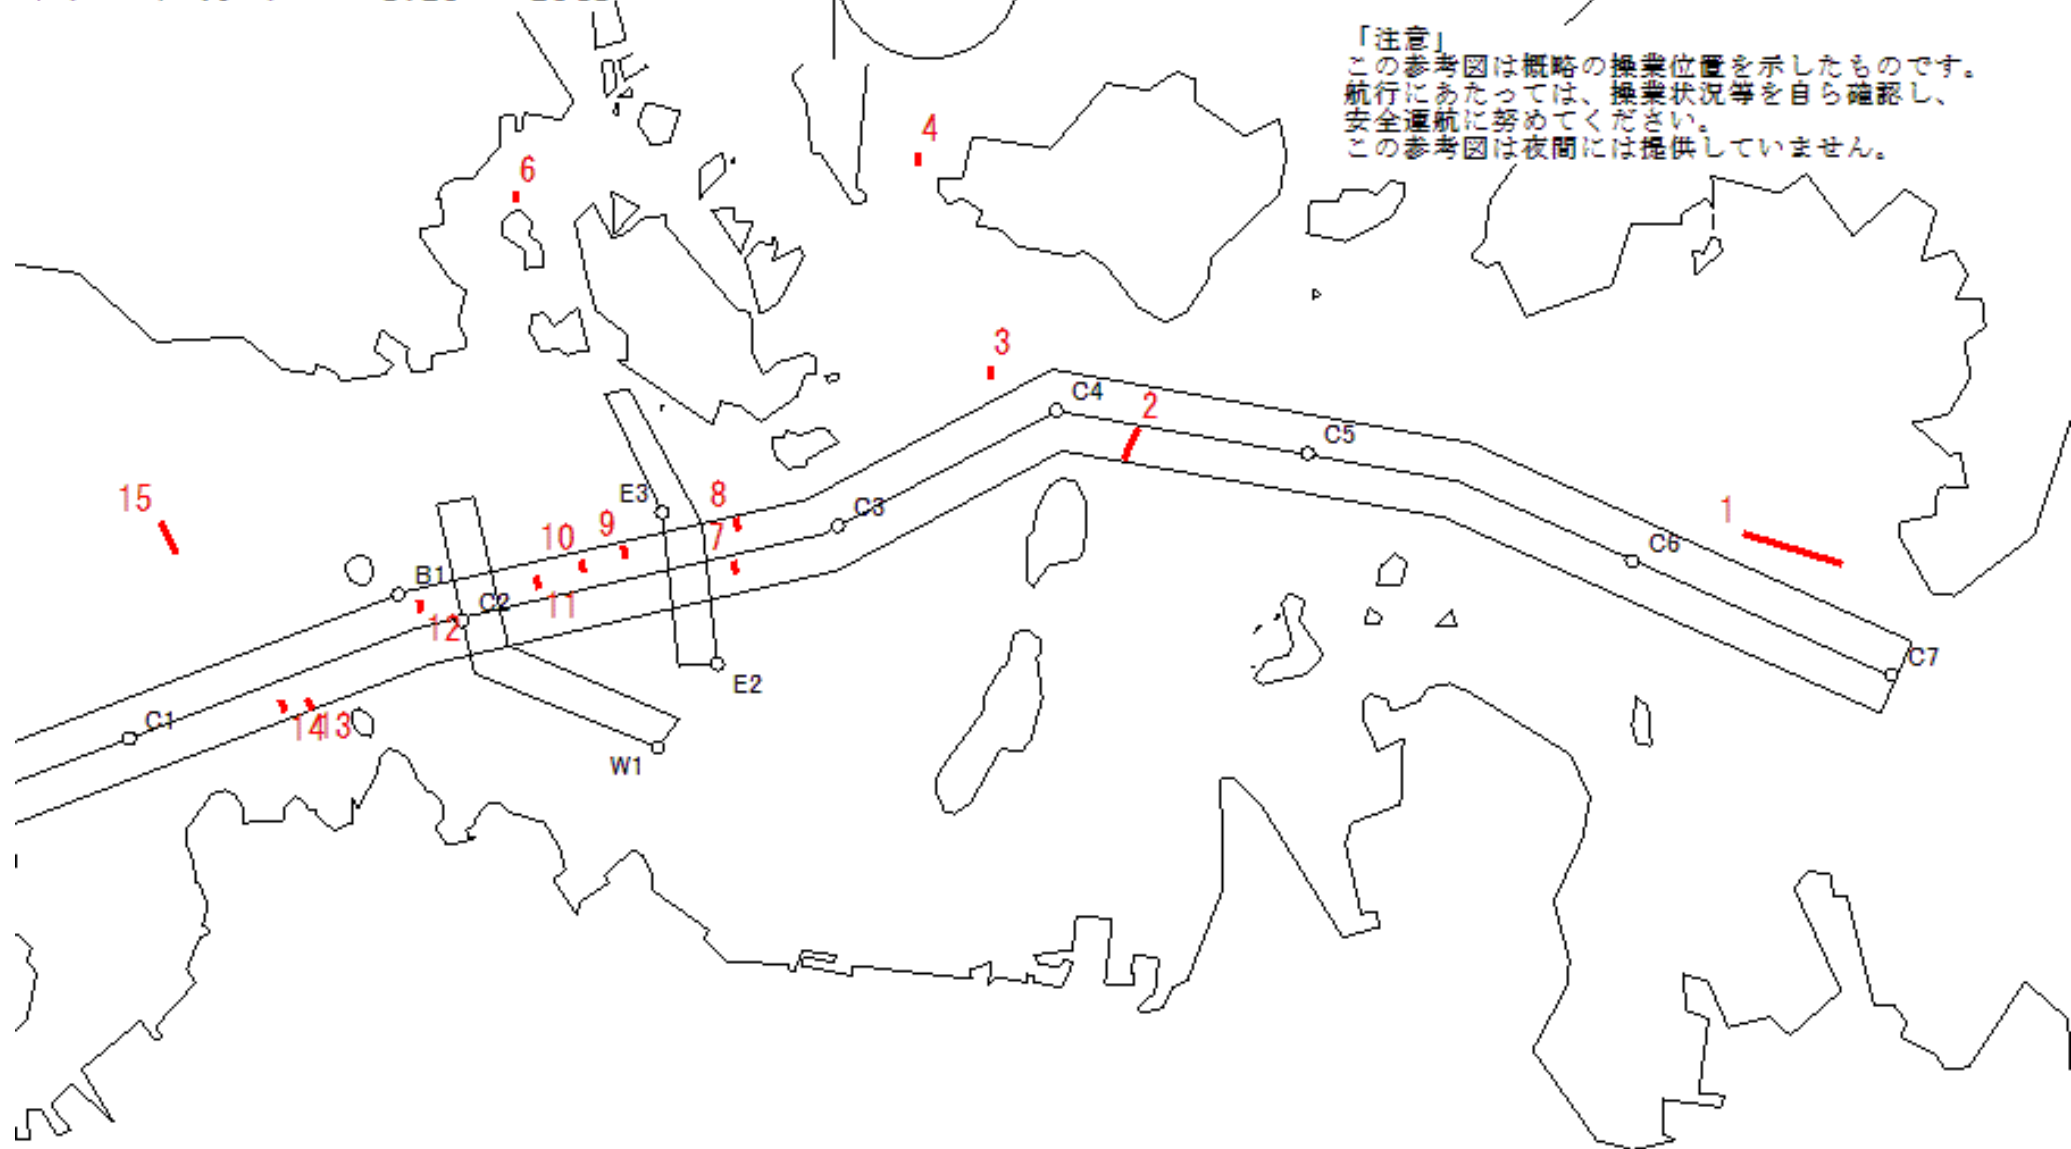 「注意」
この参考図は概略の操業位置を示したものです。
航行にあたっては、操業状況等を自ら確認し、
安全運航に努めてください。
この参考図は夜間には提供していません。
4
6
3
C4
2
C5
15
E3
8
C3
1
10
9
7
C6
B1
C2
11
12
C7
E2
C1
14
13
W1